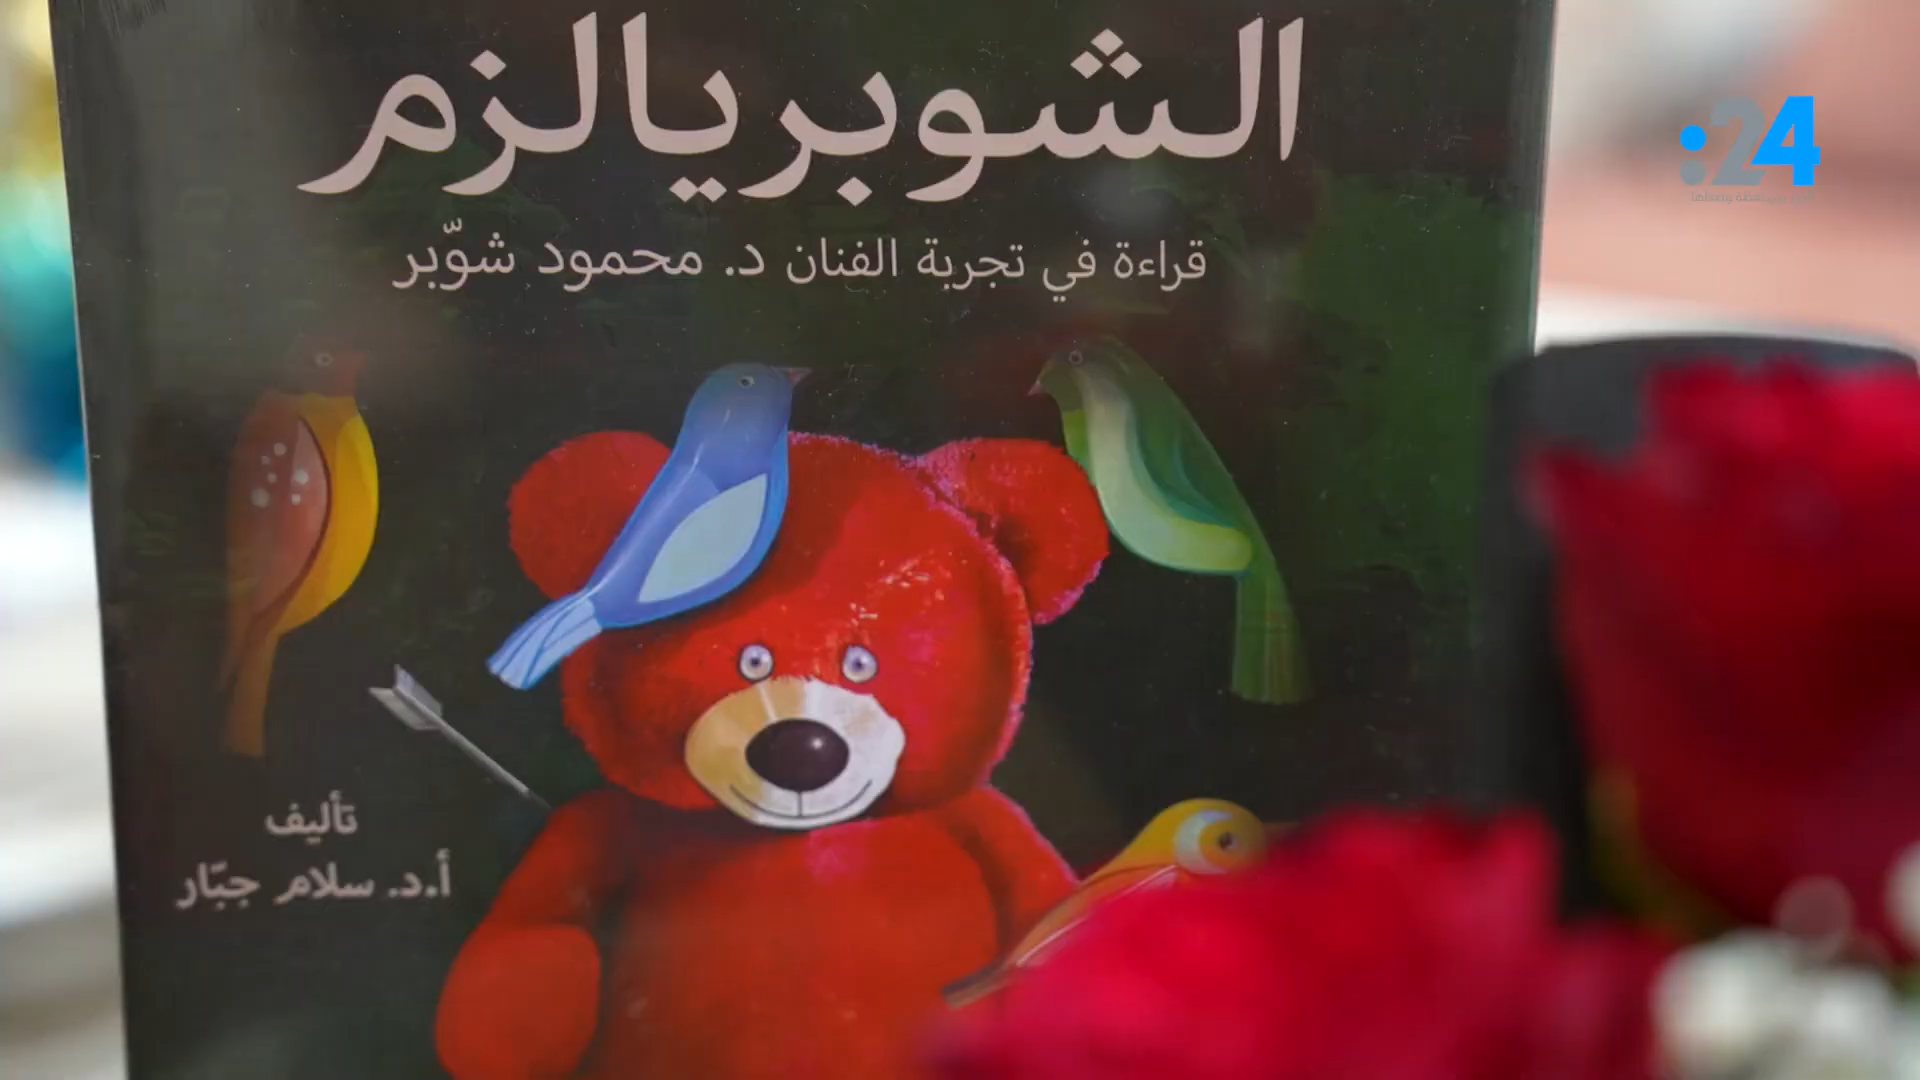 الشوبريالزم
قراءة في تجربة الفنان د. محمود شوّبر
تأليف
أ.د. سلام جبّار
24: